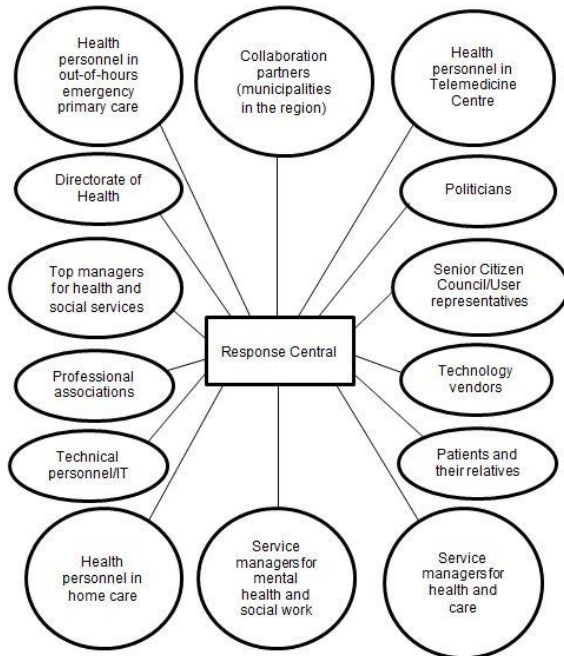 Health
personnel in
out-of-hours
emergency
primary care
Collaboration
partners
(municipalities
in the region)
Health
personnel in
Telemedicine
Centre
Directorate of
Health
Politicians
Top managers
for health and
social services
Senior Citizen
Council/User
representatives
Response Central
Professional
associations
Technology
vendors
Technical
personnel/IT
Patients and
their relatives
Health
personnel in
home care
Service
managers for
mental
health and
social work
Service
managers for
health and
care